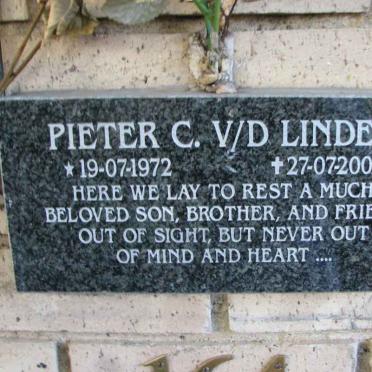 PIETER C. V/D LINDE
★ 19-07-1972 ✝ 27-07-200
HERE WE LAY TO REST A MUCH
BELOVED SON, BROTHER, AND FRIE
OUT OF SIGHT, BUT NEVER OUT
OF MIND AND HEART ....